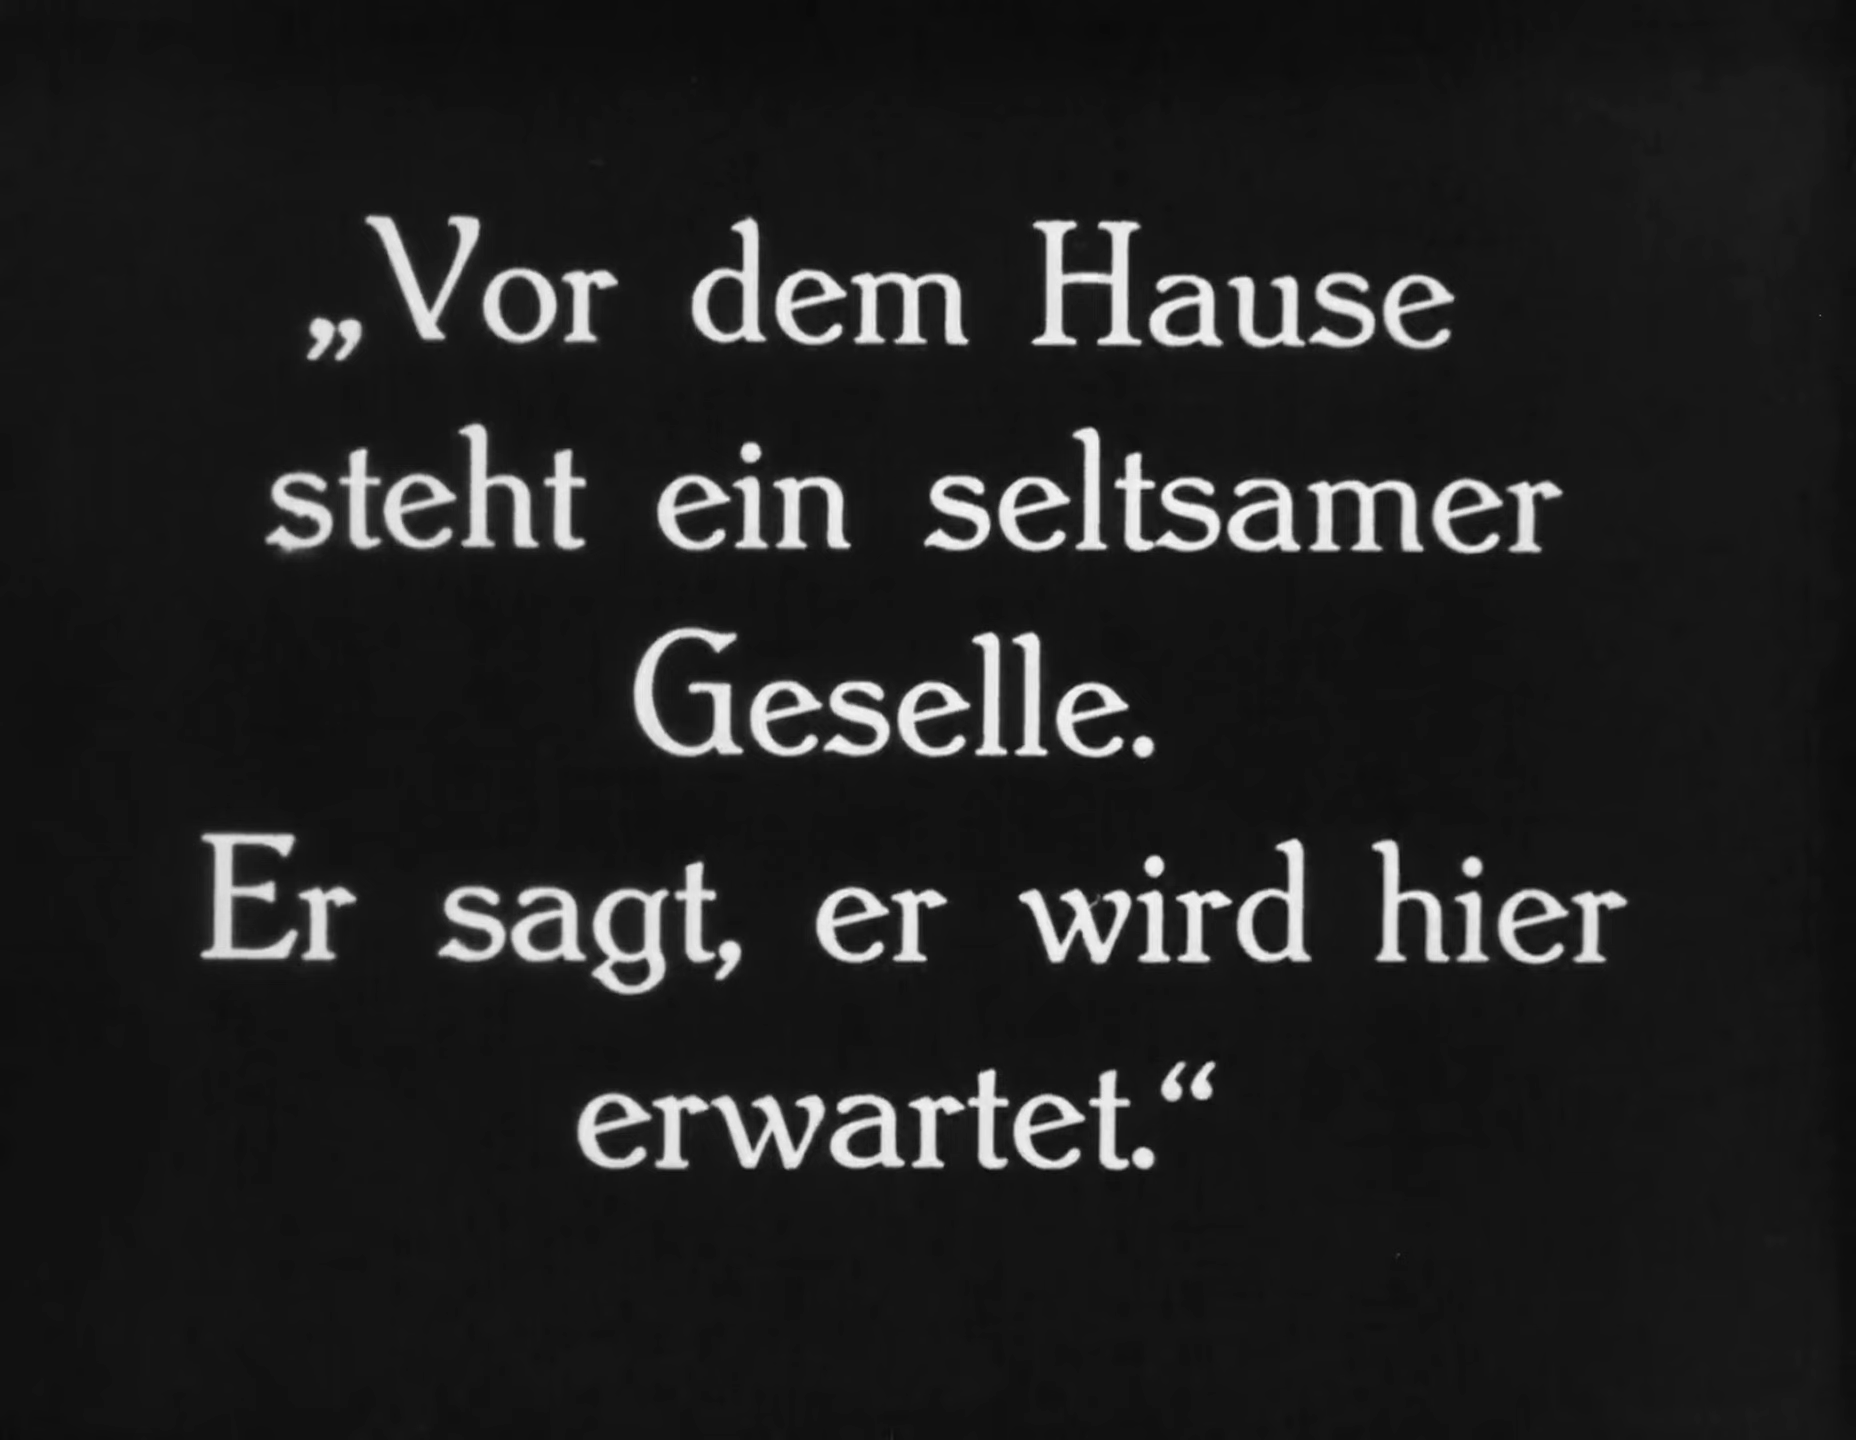 „Vor dem Hause
steht ein seltsamer
Geselle.
Er sagt, er wird hier
erwartet.“